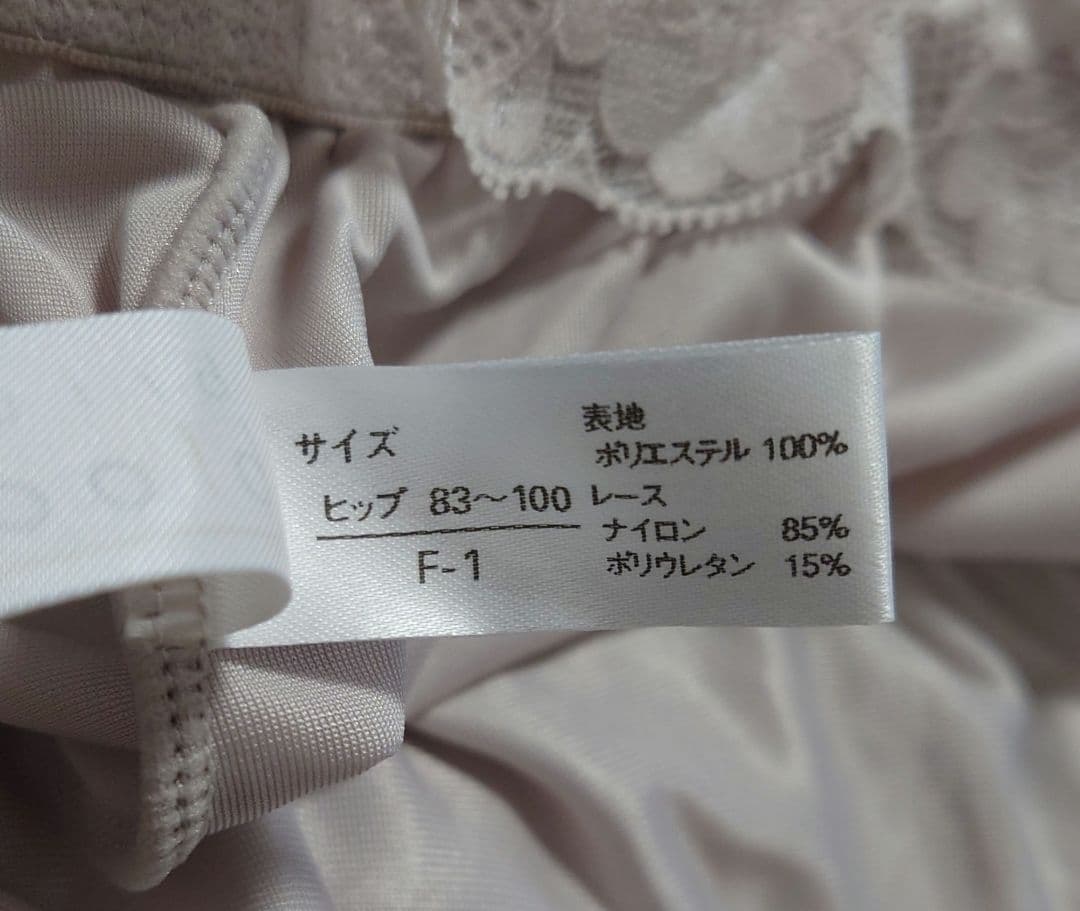 サイズ
ヒップ 83～100
F-1
表地
ポリエステル 100%
レース
ナイロン 85%
ポリウレタン 15%